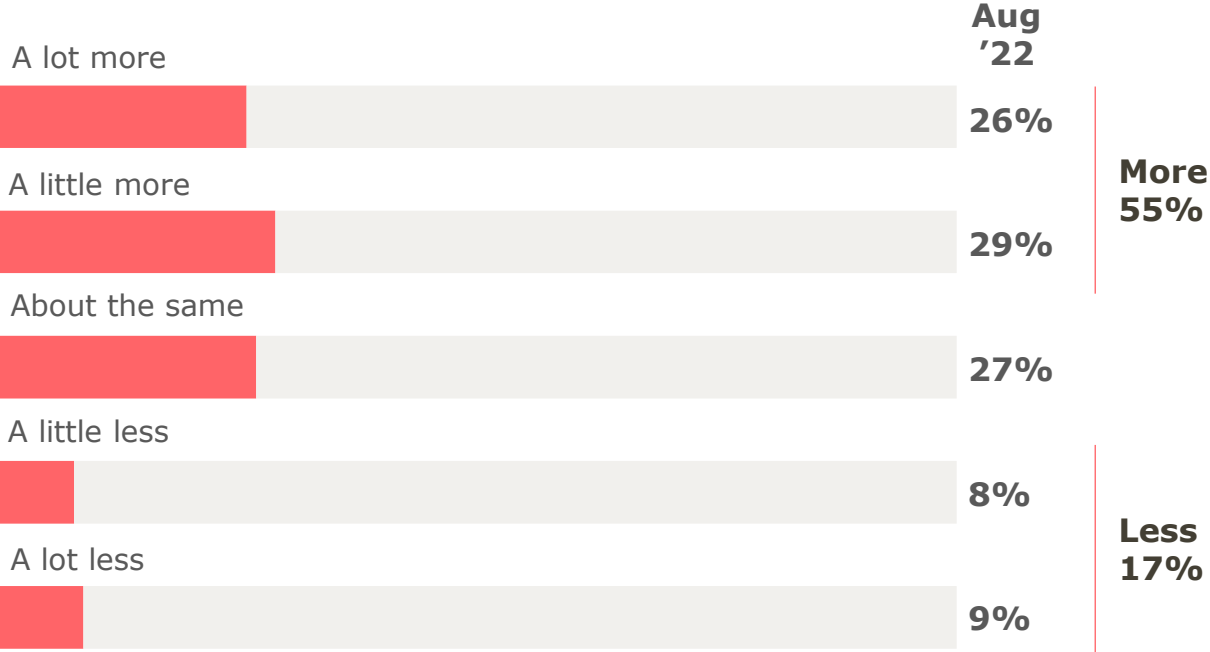 Aug
’22
A lot more
26%
A little more
29%
More
55%
About the same
27%
A little less
8%
A lot less
9%
Less
17%